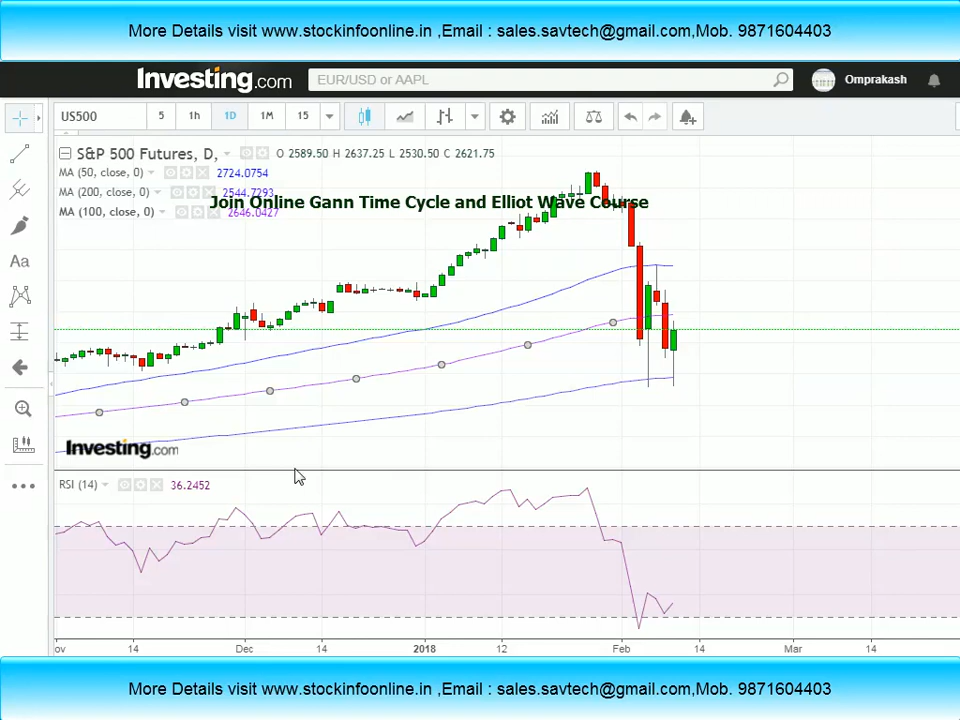 More Details visit www.stockinfoonline.in ,Email : sales.savtech@gmail.com,Mob. 9871604403
Investing.com EUR/USD or AAPL Omprakash
US500 5 1h 1D 1M 15
S&P 500 Futures, D, O 2589.50 H 2637.25 L 2530.50 C 2621.75
MA (50, close, 0) 2724.0754
MA (200, close, 0) 2544.7293
Join Online Gann Time Cycle and Elliot Wave Course
MA (100, close, 0) 2646.0427
Aa
Investing.com
RSI (14) 36.2452
ov 14 Dec 14 2018 12 Feb 14 Mar 14
More Details visit www.stockinfoonline.in ,Email : sales.savtech@gmail.com,Mob. 9871604403